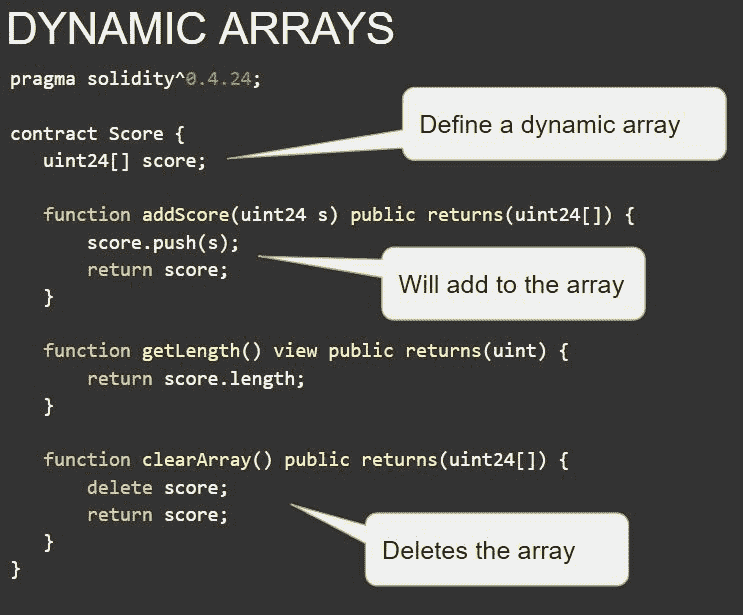 DYNAMIC ARRAYS
pragma solidity^0.4.24;
contract Score {
Define a dynamic array
uint24[] score;
function addScore(uint24 s) public returns(uint24[]) {
score.push(s);
return score;
Will add to the array
}
function getLength() view public returns(uint) {
return score.length;
}
function clearArray() public returns(uint24[]) {
delete score;
return score;
Deletes the array
}
}